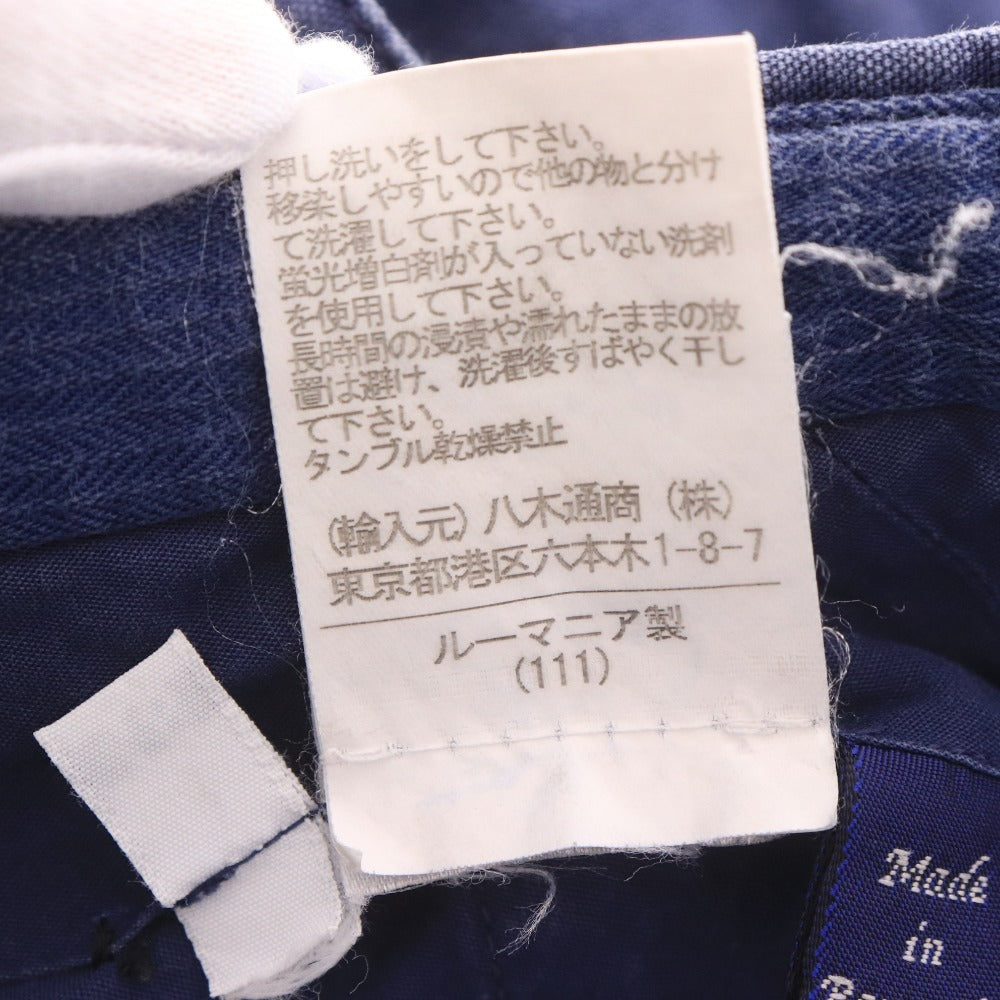 押し洗いをして下さい。
移染しやすいので他の物と分け
て洗濯して下さい。
蛍光増白剤が入っていない洗剤
を使用して下さい。
長時間の浸漬や濡れたままの放
置は避け、洗濯後すばやく干し
て下さい。
タンブル乾燥禁止
(輸入元) 八木通商 (株)
東京都港区六本木1-8-7
ルーマニア製
(111)
Made
in